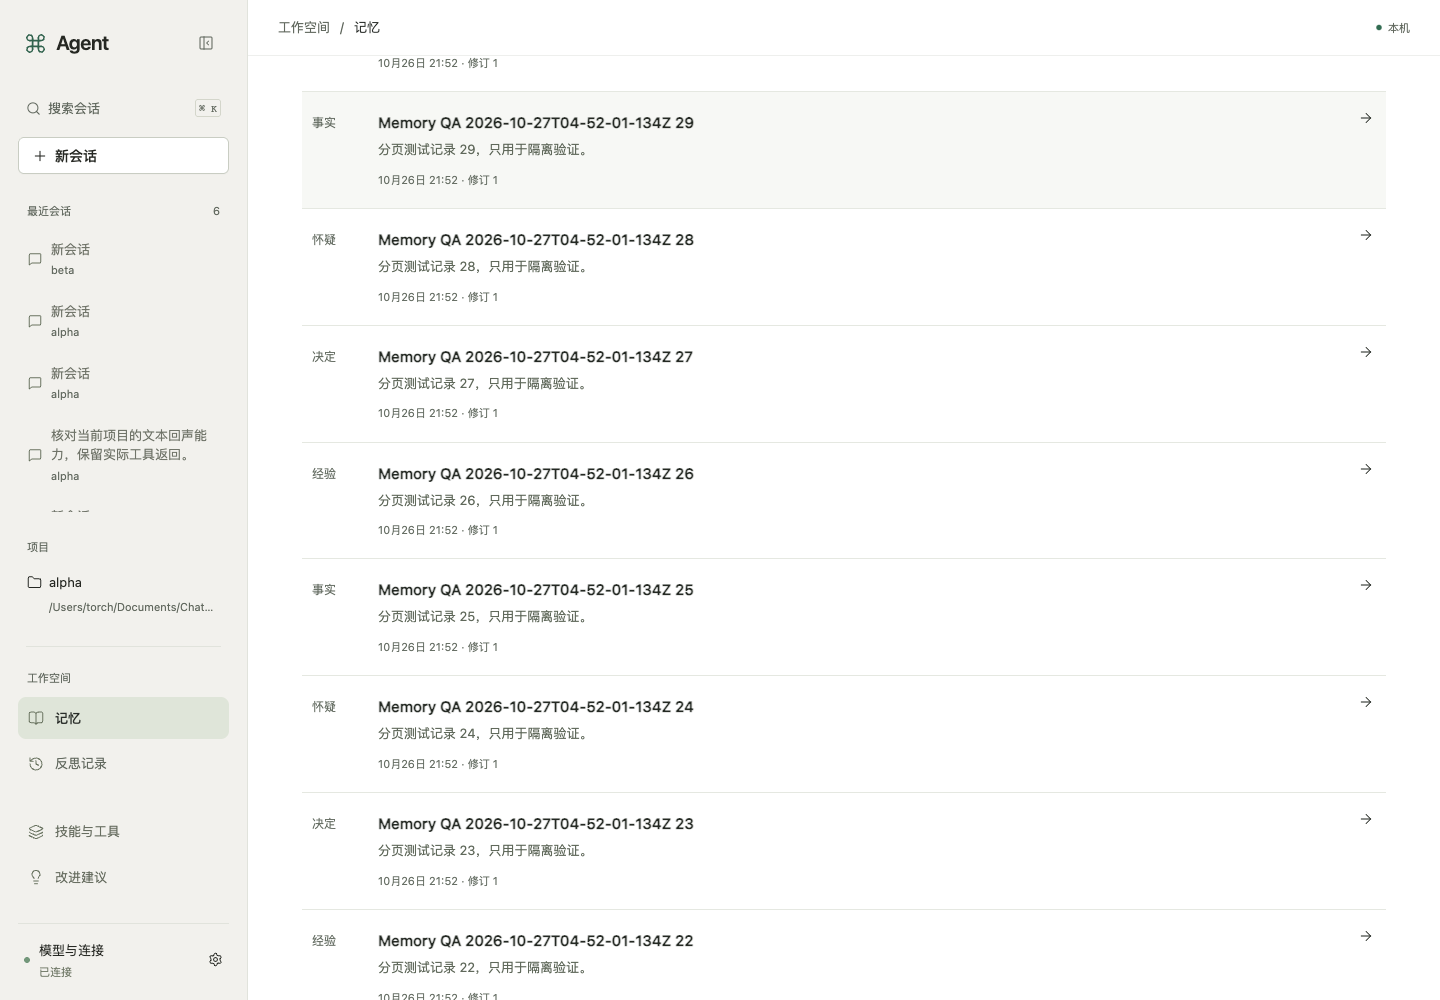 Agent
搜索会话
⌘ K
新会话
最近会话 6
新会话
beta
新会话
alpha
新会话
alpha
核对当前项目的文本回声能
力，保留实际工具返回。
alpha
项目
alpha
/Users/torch/Documents/Chat...
工作空间
记忆
反思记录
技能与工具
改进建议
模型与连接
已连接
工作空间 / 记忆
本机
10月26日 21:52 · 修订 1
事实
Memory QA 2026-10-27T04-52-01-134Z 29
分页测试记录 29，只用于隔离验证。
10月26日 21:52 · 修订 1
怀疑
Memory QA 2026-10-27T04-52-01-134Z 28
分页测试记录 28，只用于隔离验证。
10月26日 21:52 · 修订 1
决定
Memory QA 2026-10-27T04-52-01-134Z 27
分页测试记录 27，只用于隔离验证。
10月26日 21:52 · 修订 1
经验
Memory QA 2026-10-27T04-52-01-134Z 26
分页测试记录 26，只用于隔离验证。
10月26日 21:52 · 修订 1
事实
Memory QA 2026-10-27T04-52-01-134Z 25
分页测试记录 25，只用于隔离验证。
10月26日 21:52 · 修订 1
怀疑
Memory QA 2026-10-27T04-52-01-134Z 24
分页测试记录 24，只用于隔离验证。
10月26日 21:52 · 修订 1
决定
Memory QA 2026-10-27T04-52-01-134Z 23
分页测试记录 23，只用于隔离验证。
10月26日 21:52 · 修订 1
经验
Memory QA 2026-10-27T04-52-01-134Z 22
分页测试记录 22，只用于隔离验证。
10月26日 21:52 · 修订 1